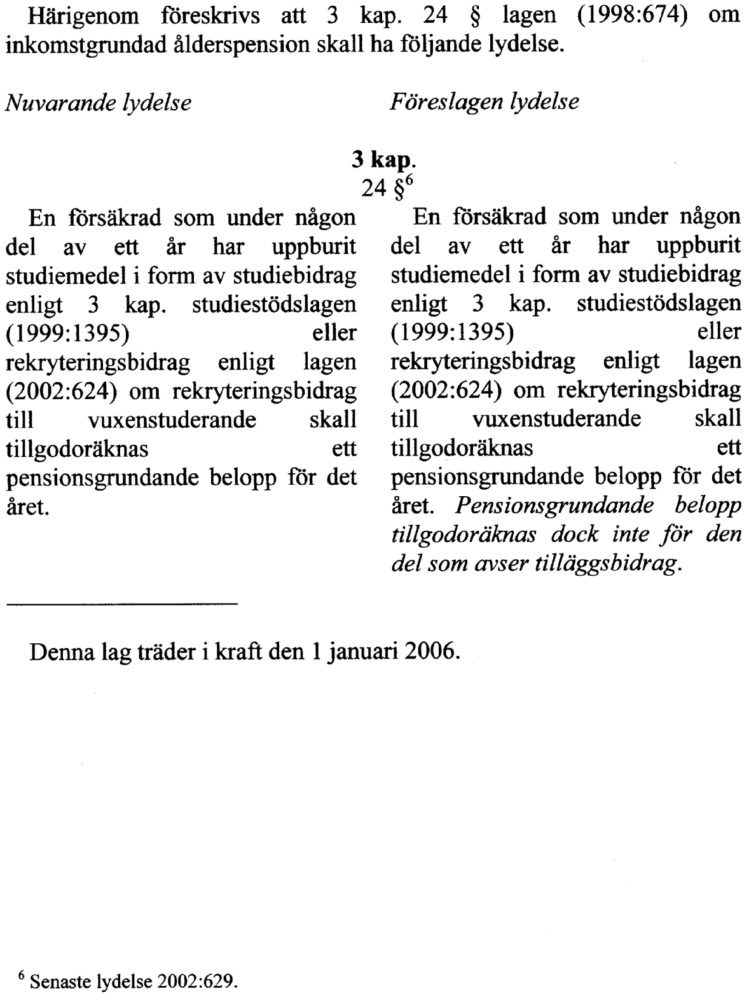 Härigenom föreskrivs att 3 kap. 24 § lagen (1998:674) om
inkomstgrundad ålderspension skall ha följande lydelse.
Nuvarande lydelse
Föreslagen lydelse
3 kap.
24 §⁶
En försäkrad som under någon
del av ett år har uppburit
studiemedel i form av studiebidrag
enligt 3 kap. studiestödslagen
(1999:1395) eller
rekryteringsbidrag enligt lagen
(2002:624) om rekryteringsbidrag
till vuxenstuderande skall
tillgodoräknas ett
pensionsgrundande belopp för det
året.
En försäkrad som under någon
del av ett år har uppburit
studiemedel i form av studiebidrag
enligt 3 kap. studiestödslagen
(1999:1395) eller
rekryteringsbidrag enligt lagen
(2002:624) om rekryteringsbidrag
till vuxenstuderande skall
tillgodoräknas ett
pensionsgrundande belopp för det
året. Pensionsgrundande belopp
tillgodoräknas dock inte för den
del som avser tilläggsbidrag.
Denna lag träder i kraft den 1 januari 2006.
⁶ Senaste lydelse 2002:629.